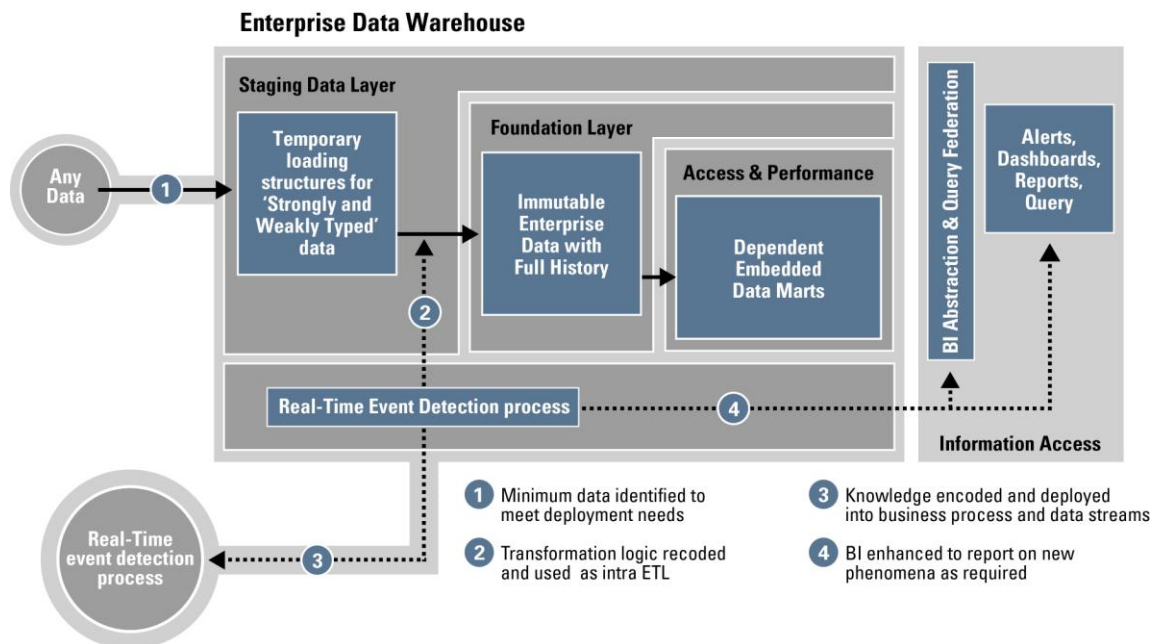 Enterprise Data Warehouse
Staging Data Layer
Temporary
loading
structures for
‘Strongly and
Weakly Typed’
data
Any
Data
1
2
Foundation Layer
Immutable
Enterprise
Data with
Full History
Access & Performance
Dependent
Embedded
Data Marts
BI Abstraction & Query Federation
Alerts,
Dashboards,
Reports,
Query
Real-Time Event Detection process
4
Information Access
Real-Time
event detection
process
3
1 Minimum data identified to
meet deployment needs
2 Transformation logic recoded
and used as intra ETL
3 Knowledge encoded and deployed
into business process and data streams
4 BI enhanced to report on new
phenomena as required